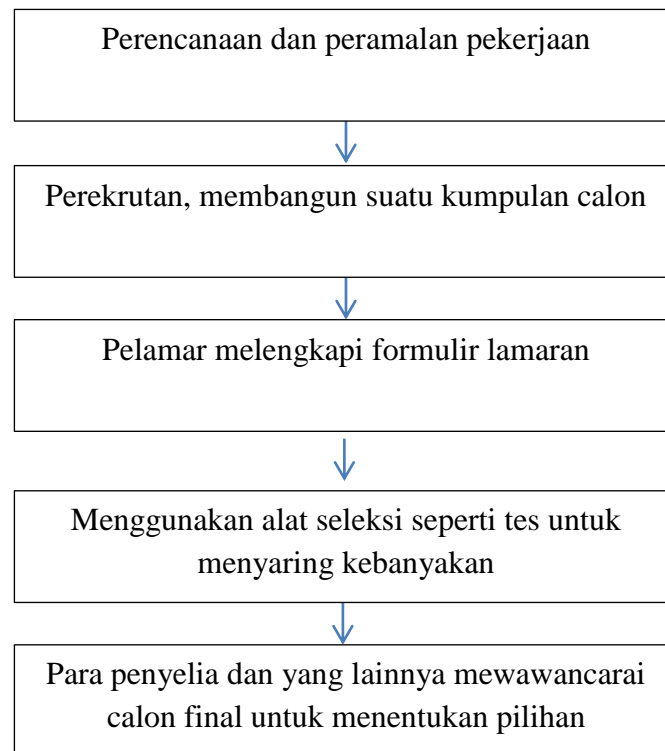 Perencanaan dan peramalan pekerjaan
Perekrutan, membangun suatu kumpulan calon
Pelamar melengkapi formulir lamaran
Menggunakan alat seleksi seperti tes untuk
menyaring kebanyakan
Para penyelia dan yang lainnya mewawancarai
calon final untuk menentukan pilihan